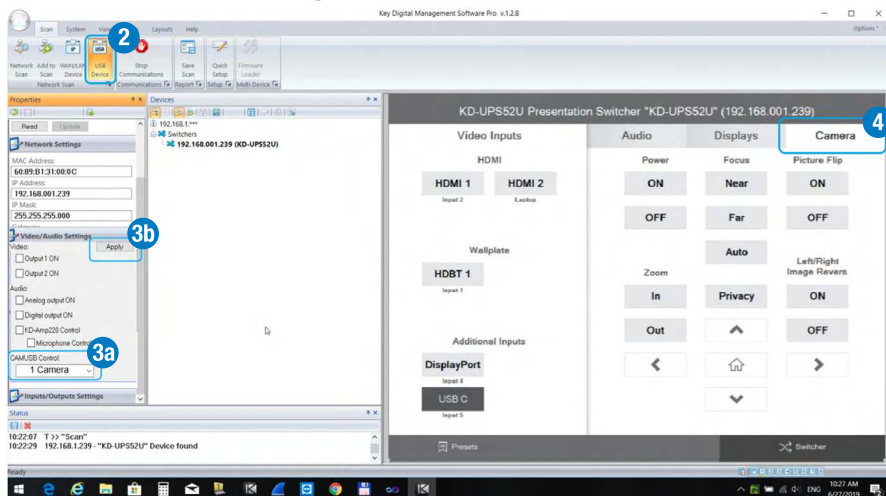 Key Digital Management Software Pro v.1.2.8
Scan System View Layouts Help
Options
2
Network Scan
Add to Scan
WAN/LAN Device
USB Device
Stop Communications
Save Scan
Quick Setup
Firmware Loader
Network Scan Communications Report Setup Multi-Device
Properties
Read Update
Network Settings
MAC Address:
60:89:B1:31:00:0C
IP Address:
192.168.001.239
IP Mask:
255.255.255.000
Video/Audio Settings
3b
Video: Apply
Output 1 ON
Output 2 ON
Audio:
Analog output ON
Digital output ON
KD-Amp220 Control
Microphone Control
3a
CAMUSB Control:
1 Camera
Inputs/Outputs Settings
Devices
192.168.1.***
Switchers
192.168.001.239 (KD-UPS52U)
KD-UPS52U Presentation Switcher "KD-UPS52U" (192.168.001.239)
Video Inputs
HDMI
HDMI 1 HDMI 2
Input 2 Laptop
Wallplate
HDBT 1
Input 1
Additional Inputs
DisplayPort
Input 4
USB C
Input 5
Audio Displays Camera
4
Power Focus Picture Flip
ON Near ON
OFF Far OFF
Auto
Zoom
Left/Right
Image Revers
In Privacy ON
Out OFF
Presets Switcher
Status
10:22:07 T >> "Scan"
10:22:29 192.168.1.239 - "KD-UPS52U" Device found
Ready
ENG
10:27 AM
6/27/2019